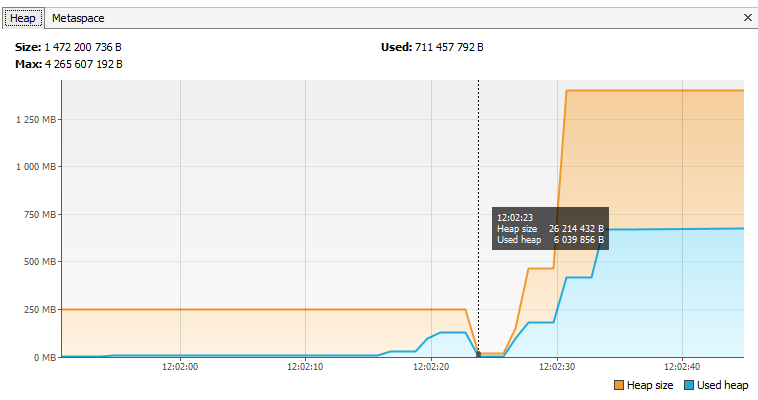 Heap Metaspace ×
Size: 1 472 200 736 B Used: 711 457 792 B
Max: 4 265 607 192 B
1 250 MB
1 000 MB
750 MB
500 MB
250 MB
0 MB
12:02:23
Heap size 26 214 432 B
Used heap 6 039 856 B
12:02:00 12:02:10 12:02:20 12:02:30 12:02:40
Heap size Used heap